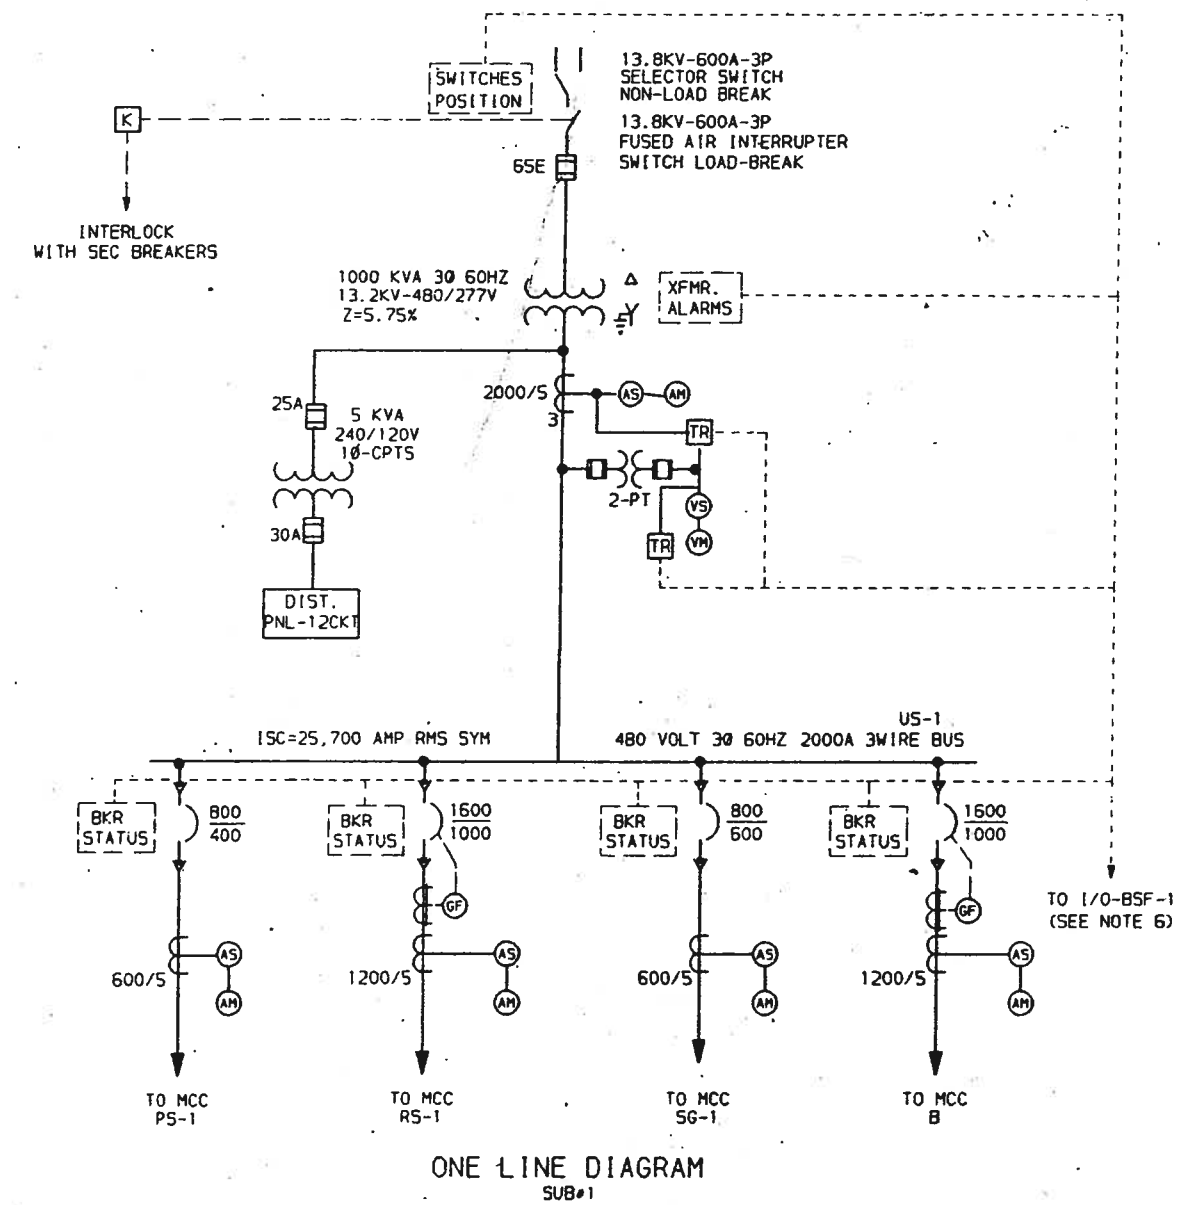 SWITCHES
POSITION
13.8KV-600A-3P
SELECTOR SWITCH
NON-LOAD BREAK
K
13.8KV-600A-3P
FUSED AIR INTERRUPTER
SWITCH LOAD-BREAK
65E
INTERLOCK
WITH SEC BREAKERS
1000 KVA 3Ø 60HZ
13.2KV-480/277V
Z=5.75%
Δ
Y
XFMR.
ALARMS
2000/5
3
AS
AM
25A
5 KVA
240/120V
1Ø-CPTS
TR
2-PT
VS
30A
TR
VM
DIST.
PNL-12CKT
US-1
ISC=25,700 AMP RMS SYM
480 VOLT 3Ø 60HZ 2000A 3WIRE BUS
BKR
STATUS
800
400
BKR
STATUS
1600
1000
BKR
STATUS
800
600
BKR
STATUS
1600
1000
GF
GF
TO I/O-BSF-1
(SEE NOTE 6)
600/5
AS
AM
1200/5
AS
AM
600/5
AS
AM
1200/5
AS
AM
TO MCC
PS-1
TO MCC
RS-1
TO MCC
SG-1
TO MCC
B
ONE LINE DIAGRAM
SUB#1